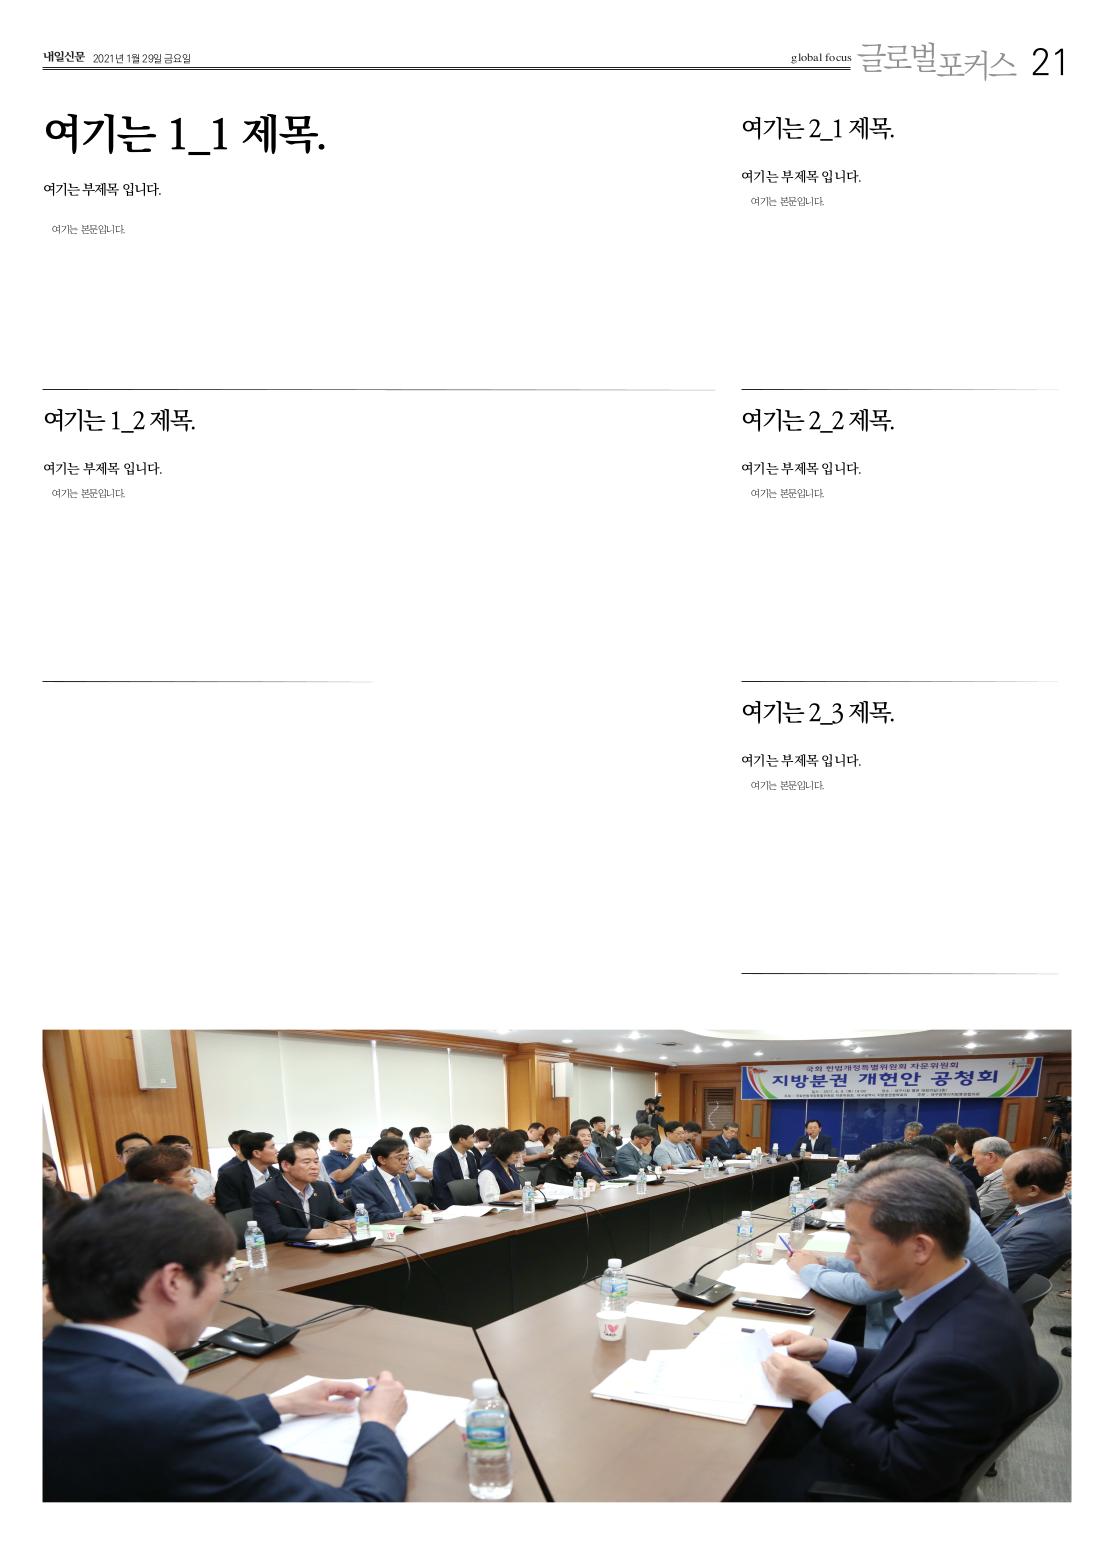 내일신문 2021년 1월 29일 금요일
global focus 글로벌포커스 21
여기는 1_1 제목.
여기는 부제목 입니다.
여기는 본문입니다.
여기는 1_2 제목.
여기는 부제목 입니다.
여기는 본문입니다.
여기는 2_1 제목.
여기는 부제목 입니다.
여기는 본문입니다.
여기는 2_2 제목.
여기는 부제목 입니다.
여기는 본문입니다.
여기는 2_3 제목.
여기는 부제목 입니다.
여기는 본문입니다.
국회 헌법개정특별위원회 자문위원회
지방분권 개헌안 공청회